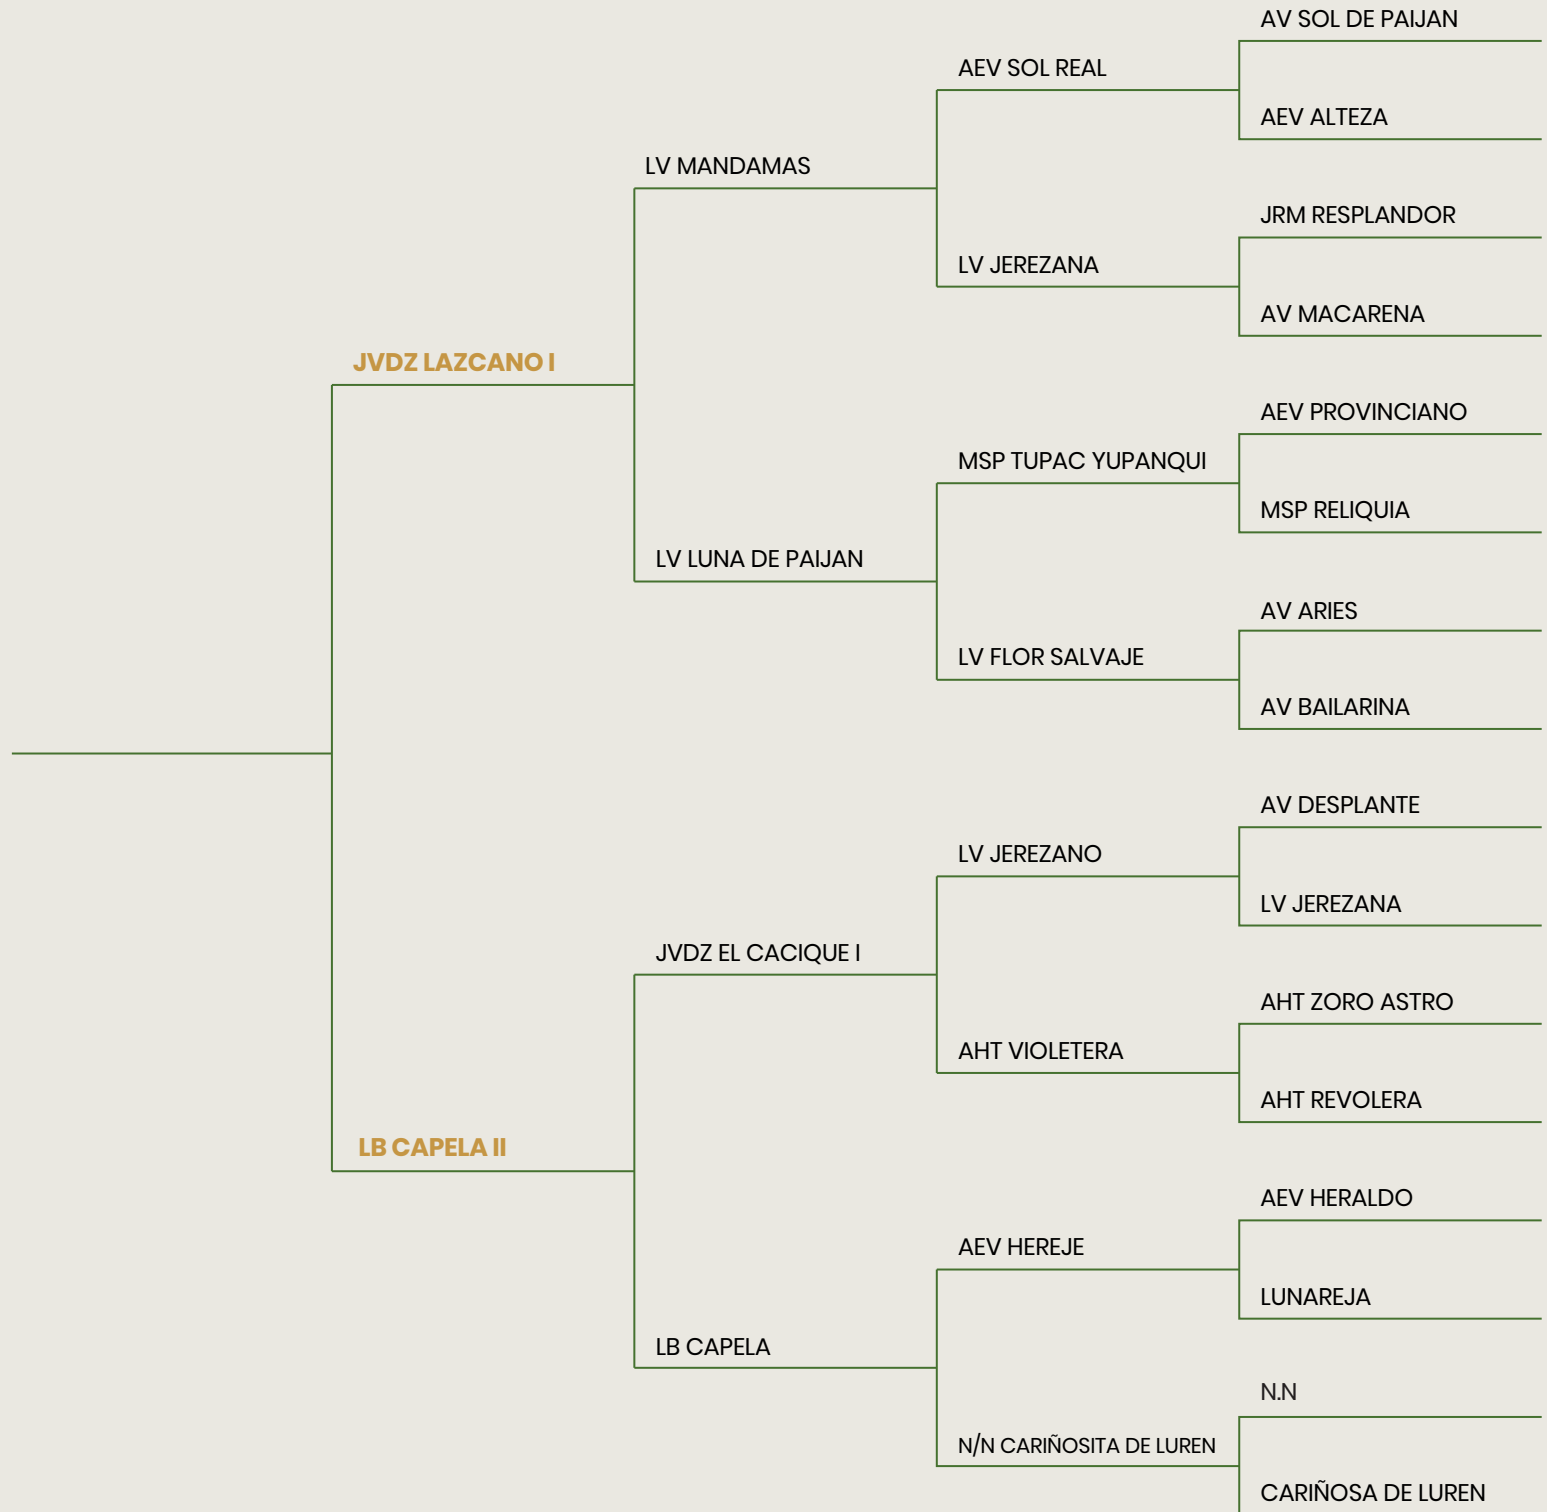 AV SOL DE PAIJAN
AEV SOL REAL
AEV ALTEZA
LV MANDAMAS
JRM RESPLANDOR
LV JEREZANA
AV MACARENA
JVDZ LAZCANO I
AEV PROVINCIANO
MSP TUPAC YUPANQUI
MSP RELIQUIA
LV LUNA DE PAIJAN
AV ARIES
LV FLOR SALVAJE
AV BAILARINA
AV DESPLANTE
LV JEREZANO
LV JEREZANA
JVDZ EL CACIQUE I
AHT ZORO ASTRO
AHT VIOLETERA
AHT REVOLERA
LB CAPELA II
AEV HERALDO
AEV HEREJE
LUNAREJA
LB CAPELA
N.N
N/N CARIÑOSITA DE LUREN
CARIÑOSA DE LUREN